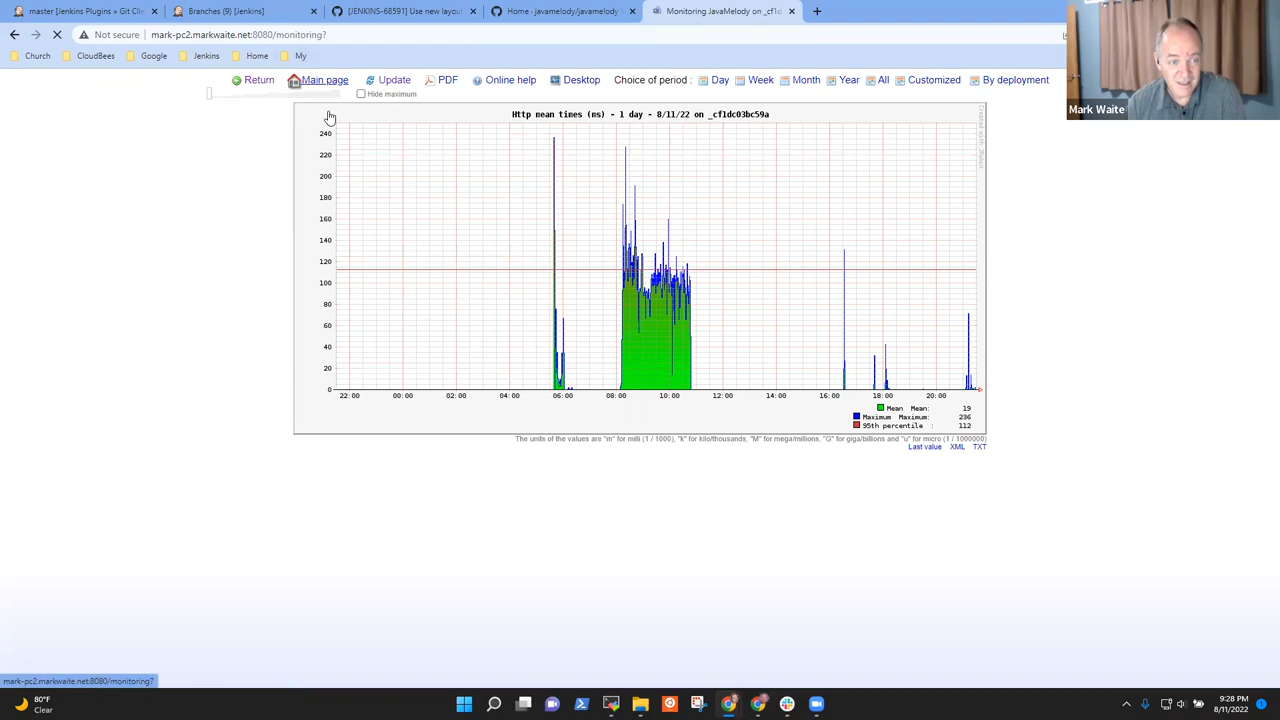 master [Jenkins Plugins » Git Clie
Branches (9) [Jenkins]
[JENKINS-68591] Use new layout
Home · javamelody/javamelody W
Monitoring JavaMelody on _cf1d
Not secure
mark-pc2.markwaite.net:8080/monitoring?
Church
CloudBees
Google
Jenkins
Home
My
Return
Main page
Update
PDF
Online help
Desktop
Choice of period :
Day
Week
Month
Year
All
Customized
By deployment
Hide maximum
Mark Waite
Http mean times (ms) - 1 day - 8/11/22 on _cf1dc03bc59a
240
220
200
180
160
140
120
100
80
60
40
20
0
22:00 00:00 02:00 04:00 06:00 08:00 10:00 12:00 14:00 16:00 18:00 20:00
Mean Mean: 19
Maximum Maximum: 236
95th percentile : 112
The units of the values are "m" for milli (1 / 1000), "k" for kilo/thousands, "M" for mega/millions, "G" for giga/billions and "u" for micro (1 / 1000000)
Last value XML TXT
mark-pc2.markwaite.net:8080/monitoring?
80°F
Clear
9:28 PM
8/11/2022